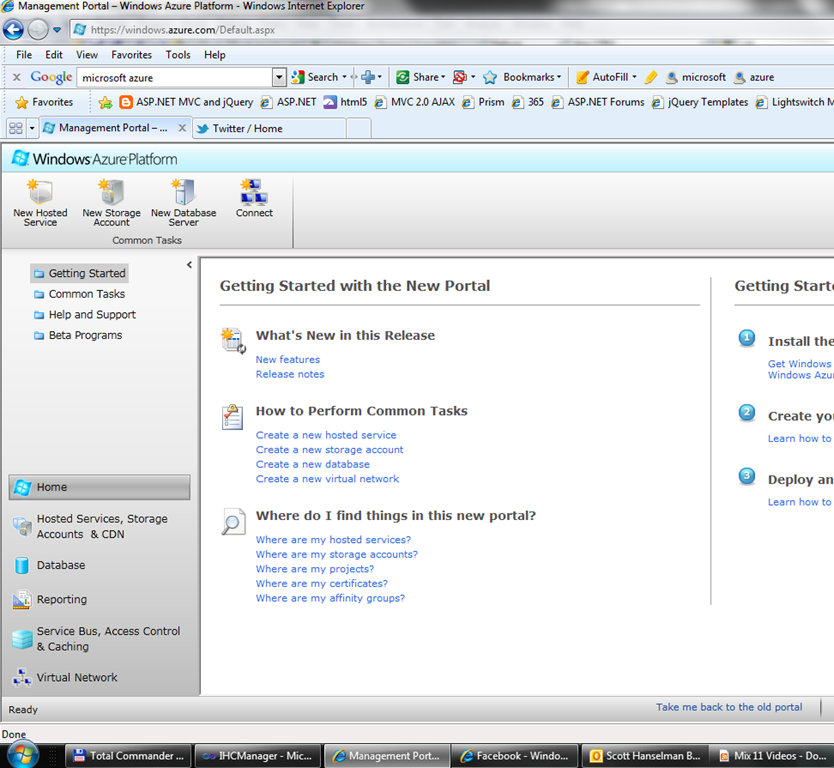 Management Portal – Windows Azure Platform - Windows Internet Explorer
https://windows.azure.com/Default.aspx
File Edit View Favorites Tools Help
Google microsoft azure Search Share Bookmarks AutoFill microsoft azure
Favorites ASP.NET MVC and jQuery ASP.NET html5 MVC 2.0 AJAX Prism 365 ASP.NET Forums jQuery Templates Lightswitch M
Management Portal – ... Twitter / Home
Windows Azure Platform
New Hosted Service New Storage Account New Database Server Connect
Common Tasks
Getting Started
Common Tasks
Help and Support
Beta Programs
Home
Hosted Services, Storage
Accounts & CDN
Database
Reporting
Service Bus, Access Control
& Caching
Virtual Network
Getting Started with the New Portal
What's New in this Release
New features
Release notes
How to Perform Common Tasks
Create a new hosted service
Create a new storage account
Create a new database
Create a new virtual network
Where do I find things in this new portal?
Where are my hosted services?
Where are my storage accounts?
Where are my projects?
Where are my certificates?
Where are my affinity groups?
Getting Starte
1 Install the
Get Windows
Windows Azur
2 Create you
Learn how to
3 Deploy an
Learn how to
Ready
Take me back to the old portal
Done
Total Commander ... IHCManager - Mic... Management Port... Facebook - Windo... Scott Hanselman B... Mix 11 Videos - Do...